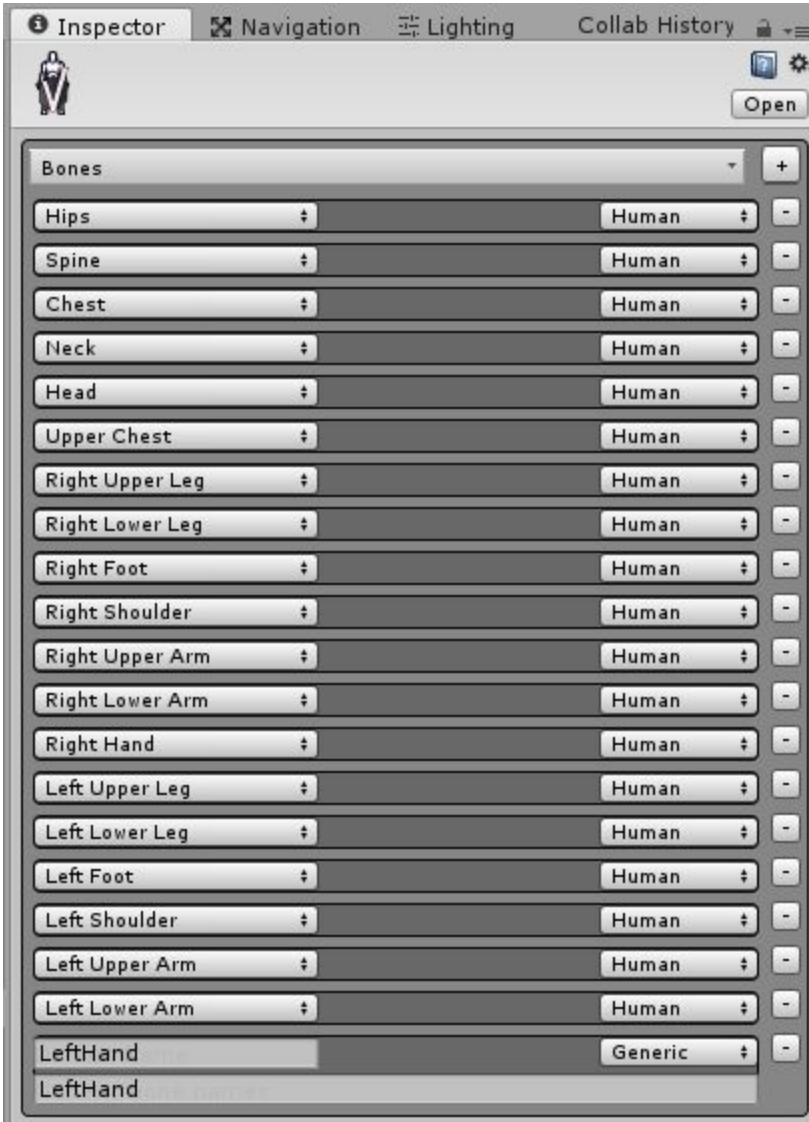 Inspector Navigation Lighting Collab History
Open
Bones +
Hips Human -
Spine Human -
Chest Human -
Neck Human -
Head Human -
Upper Chest Human -
Right Upper Leg Human -
Right Lower Leg Human -
Right Foot Human -
Right Shoulder Human -
Right Upper Arm Human -
Right Lower Arm Human -
Right Hand Human -
Left Upper Leg Human -
Left Lower Leg Human -
Left Foot Human -
Left Shoulder Human -
Left Upper Arm Human -
Left Lower Arm Human -
LeftHand Generic -
LeftHand names